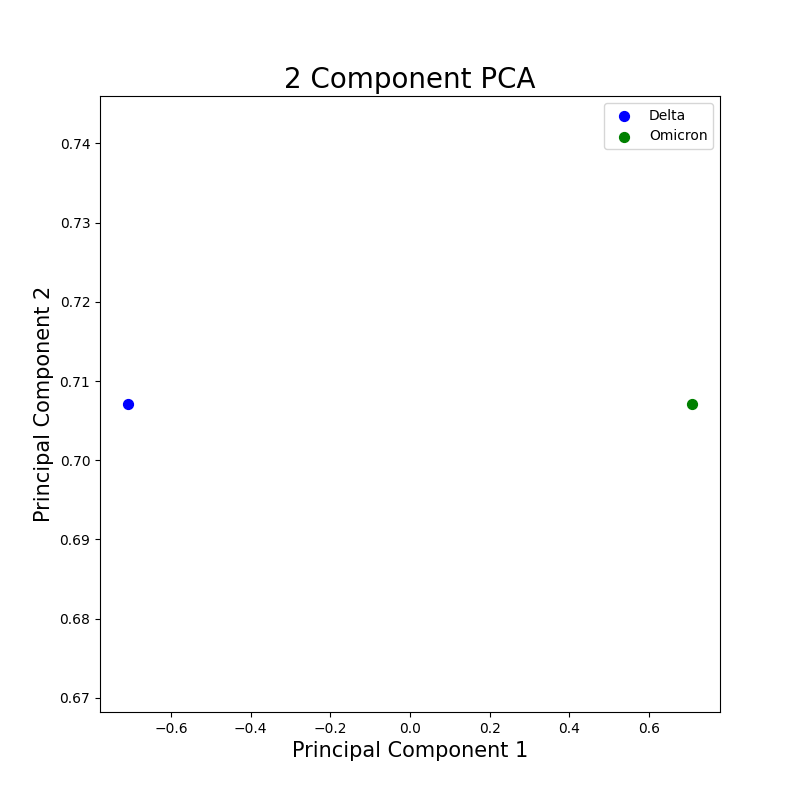 2 Component PCA
Delta
Omicron
Principal Component 2
0.74
0.73
0.72
0.71
0.70
0.69
0.68
0.67
−0.6 −0.4 −0.2 0.0 0.2 0.4 0.6
Principal Component 1